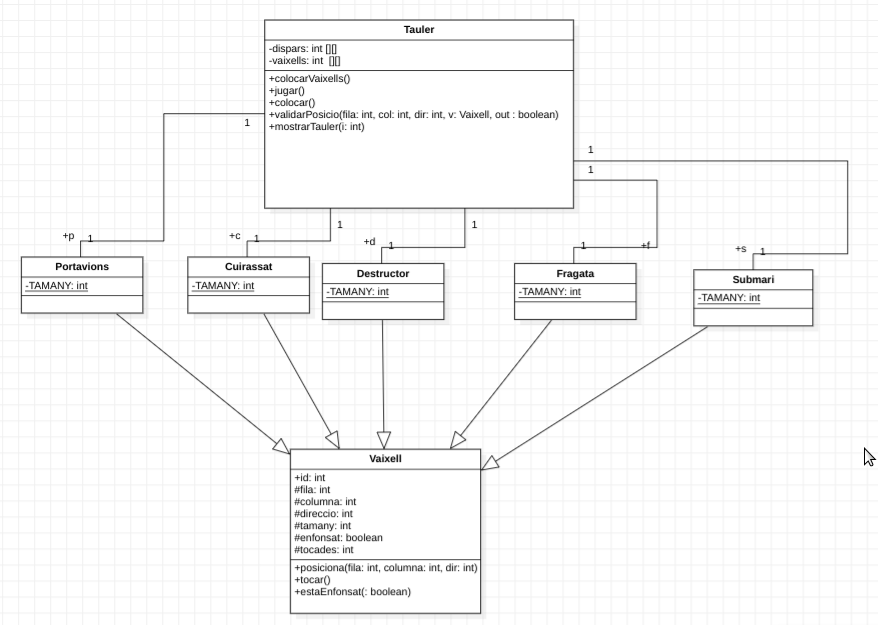 Tauler
-dispars: int [][]
-vaixells: int [][]
+colocarVaixells()
+jugar()
+colocar()
+validarPosicio(fila: int, col: int, dir: int, v: Vaixell, out : boolean)
+mostrarTauler(i: int)
1
1
1
1
1
+p 1
+c 1
+d 1
1 +f
+s 1
Portavions
-TAMANY: int
Cuirassat
-TAMANY: int
Destructor
-TAMANY: int
Fragata
-TAMANY: int
Submari
-TAMANY: int
Vaixell
+id: int
#fila: int
#columna: int
#direccio: int
#tamany: int
#enfonsat: boolean
#tocades: int
+posiciona(fila: int, columna: int, dir: int)
+tocar()
+estaEnfonsat(: boolean)